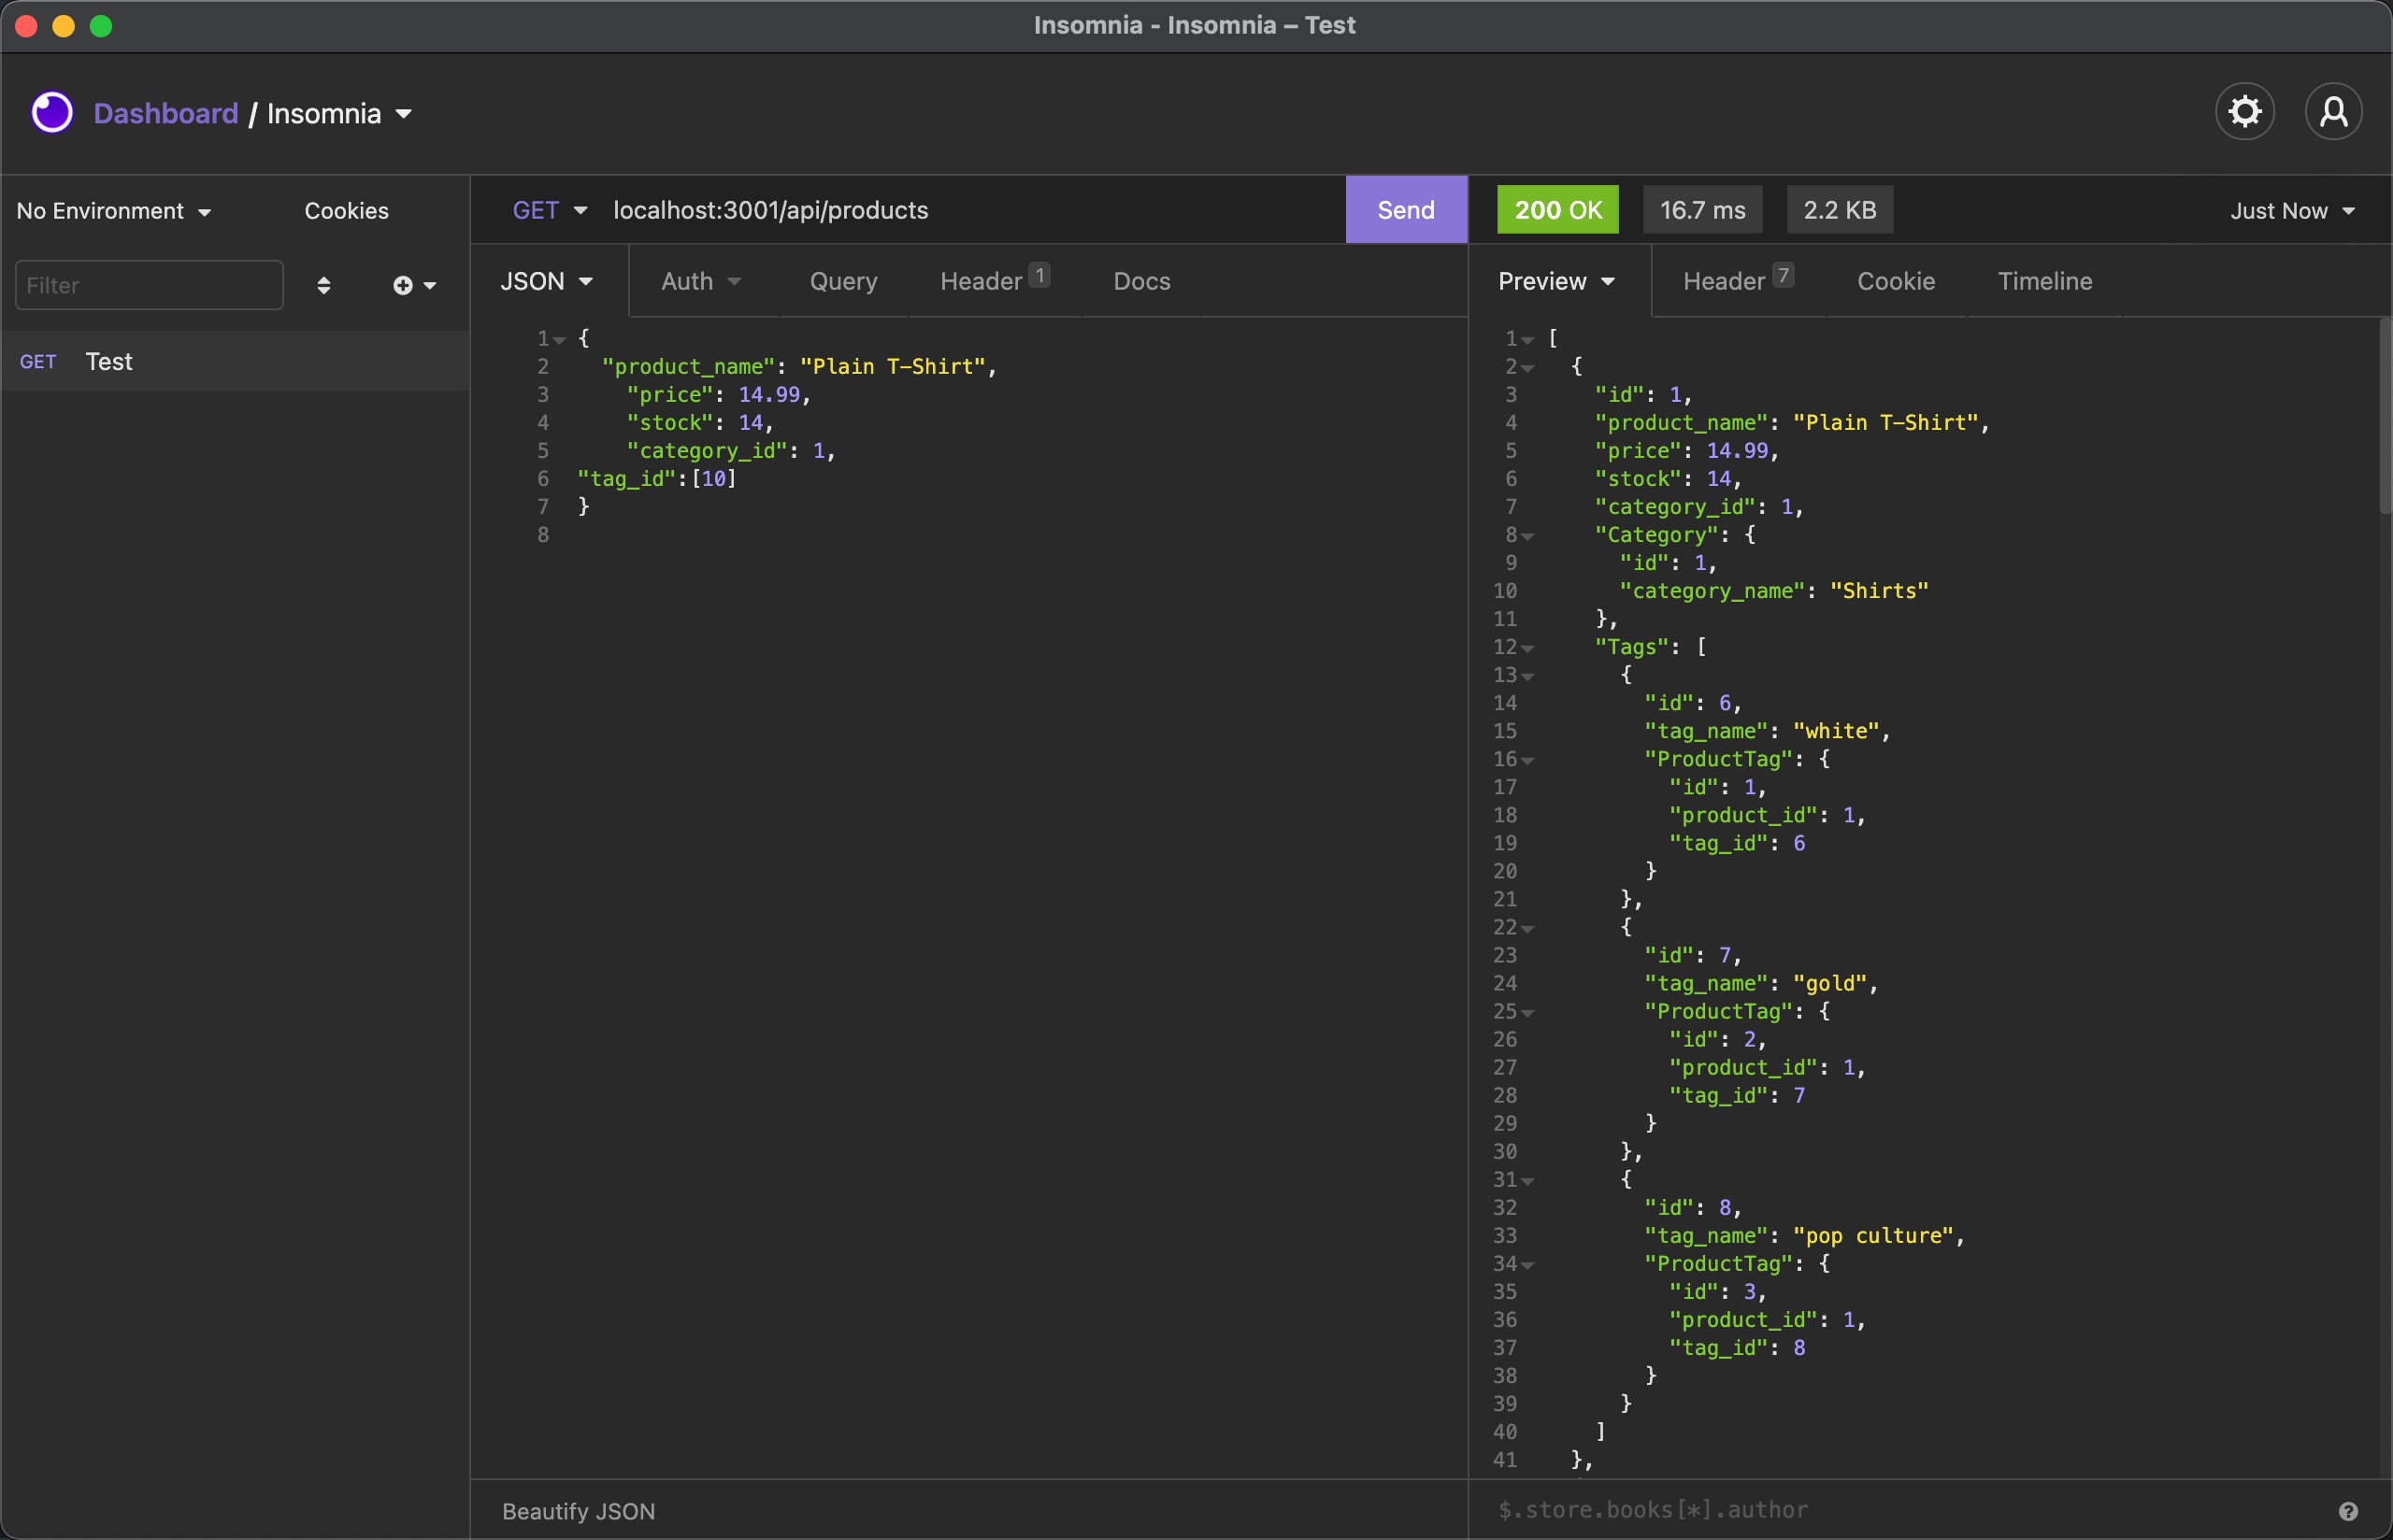 Insomnia - Insomnia – Test
Dashboard / Insomnia
No Environment
Cookies
Filter
GET Test
GET localhost:3001/api/products
Send
JSON Auth Query Header 1 Docs
1 {
2 "product_name": "Plain T-Shirt",
3 "price": 14.99,
4 "stock": 14,
5 "category_id": 1,
6 "tag_id":[10]
7 }
8
Beautify JSON
200 OK 16.7 ms 2.2 KB Just Now
Preview Header 7 Cookie Timeline
1 [
2 {
3 "id": 1,
4 "product_name": "Plain T-Shirt",
5 "price": 14.99,
6 "stock": 14,
7 "category_id": 1,
8 "Category": {
9 "id": 1,
10 "category_name": "Shirts"
11 },
12 "Tags": [
13 {
14 "id": 6,
15 "tag_name": "white",
16 "ProductTag": {
17 "id": 1,
18 "product_id": 1,
19 "tag_id": 6
20 }
21 },
22 {
23 "id": 7,
24 "tag_name": "gold",
25 "ProductTag": {
26 "id": 2,
27 "product_id": 1,
28 "tag_id": 7
29 }
30 },
31 {
32 "id": 8,
33 "tag_name": "pop culture",
34 "ProductTag": {
35 "id": 3,
36 "product_id": 1,
37 "tag_id": 8
38 }
39 }
40 ]
41 },
$.store.books[*].author